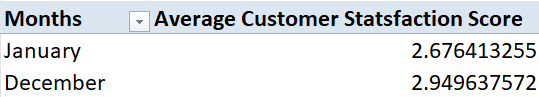 Months Average Customer Statsfaction Score
January 2.676413255
December 2.949637572